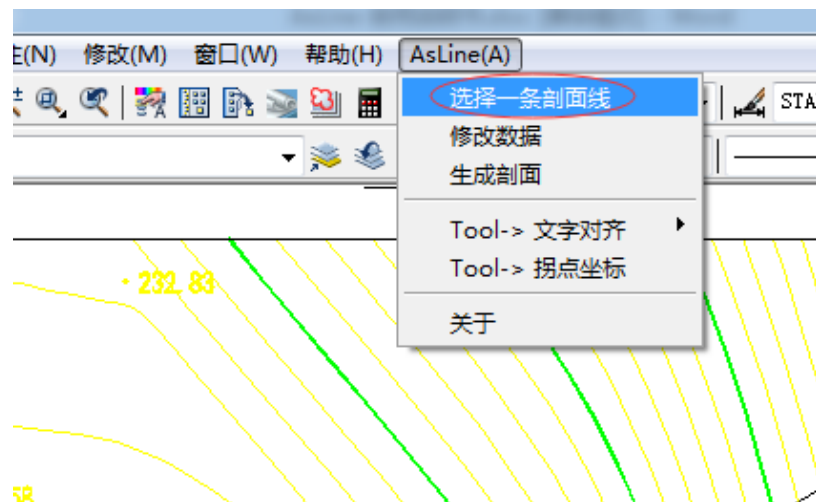 (N) 修改(M) 窗口(W) 帮助(H) AsLine(A)
选择一条剖面线
STA
修改数据
生成剖面
Tool-> 文字对齐
Tool-> 拐点坐标
232.83
关于
58